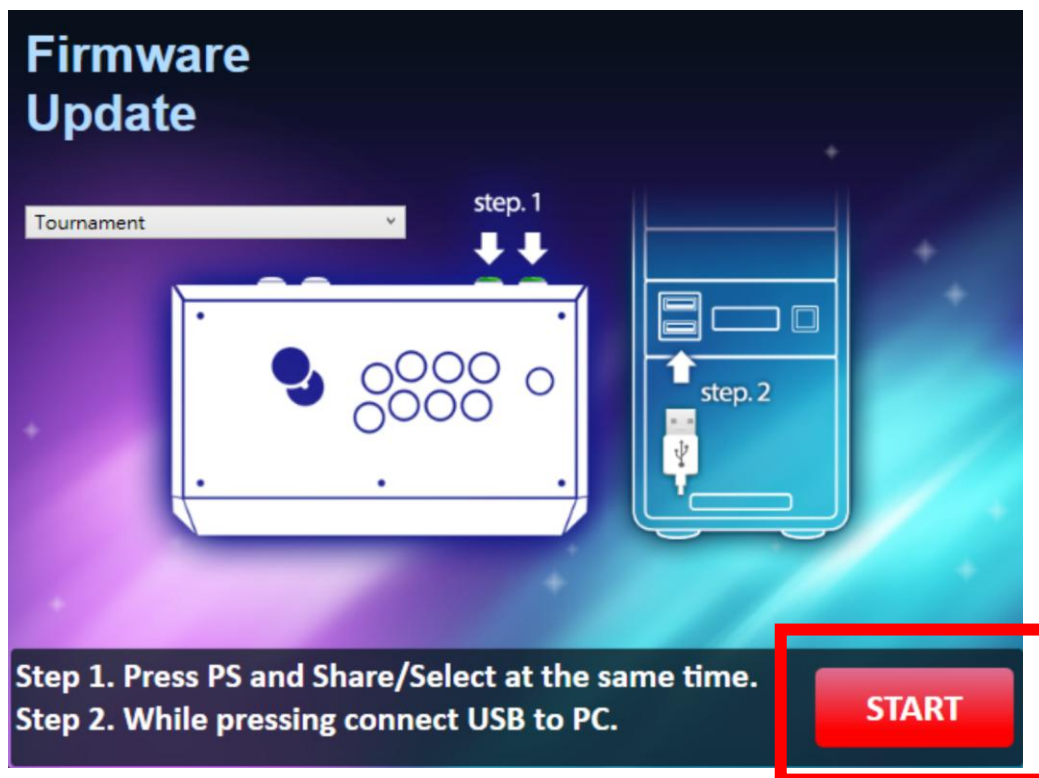 Firmware
Update
Tournament
step. 1
step. 2
Step 1. Press PS and Share/Select at the same time.
Step 2. While pressing connect USB to PC.
START